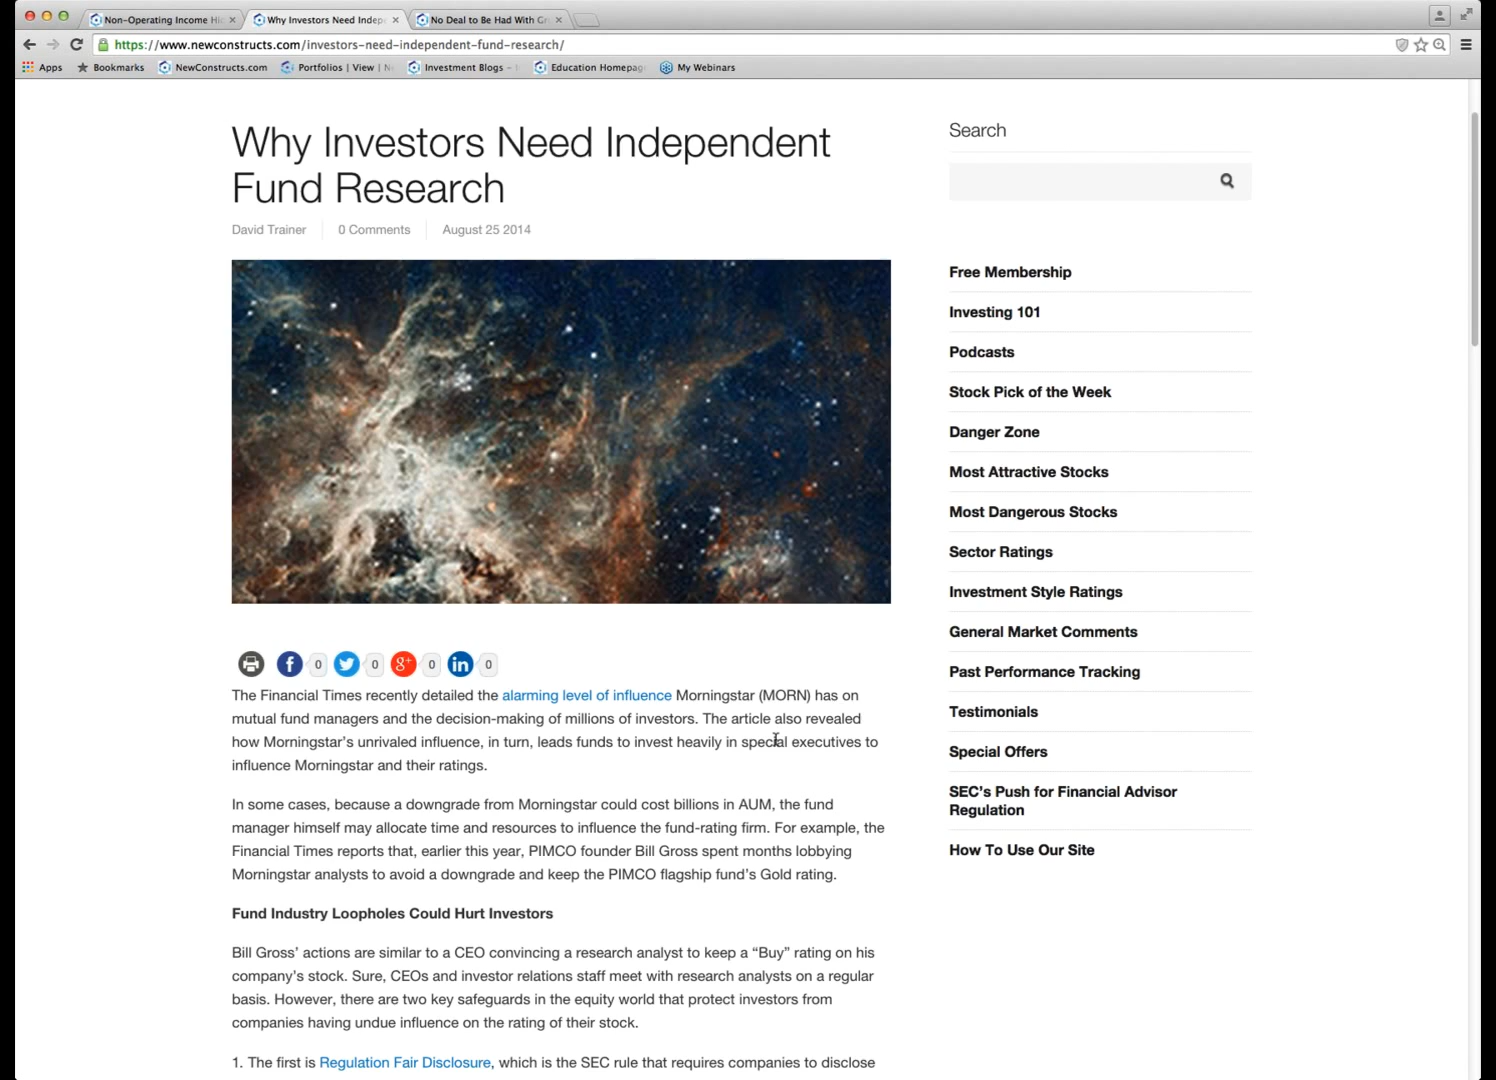 Non-Operating Income Hi
Why Investors Need Indep
No Deal to Be Had With G
https://www.newconstructs.com/investors-need-independent-fund-research/
Apps
Bookmarks
NewConstructs.com
Portfolios | View | N
Investment Blogs –
Education Homepag
My Webinars
Why Investors Need Independent
Fund Research
David Trainer
0 Comments
August 25 2014
f 0
0
8+ 0
in 0
The Financial Times recently detailed the alarming level of influence Morningstar (MORN) has on
mutual fund managers and the decision-making of millions of investors. The article also revealed
how Morningstar's unrivaled influence, in turn, leads funds to invest heavily in special executives to
influence Morningstar and their ratings.
In some cases, because a downgrade from Morningstar could cost billions in AUM, the fund
manager himself may allocate time and resources to influence the fund-rating firm. For example, the
Financial Times reports that, earlier this year, PIMCO founder Bill Gross spent months lobbying
Morningstar analysts to avoid a downgrade and keep the PIMCO flagship fund's Gold rating.
Fund Industry Loopholes Could Hurt Investors
Bill Gross' actions are similar to a CEO convincing a research analyst to keep a “Buy” rating on his
company's stock. Sure, CEOs and investor relations staff meet with research analysts on a regular
basis. However, there are two key safeguards in the equity world that protect investors from
companies having undue influence on the rating of their stock.
1. The first is Regulation Fair Disclosure, which is the SEC rule that requires companies to disclose
Search
Free Membership
Investing 101
Podcasts
Stock Pick of the Week
Danger Zone
Most Attractive Stocks
Most Dangerous Stocks
Sector Ratings
Investment Style Ratings
General Market Comments
Past Performance Tracking
Testimonials
Special Offers
SEC's Push for Financial Advisor
Regulation
How To Use Our Site